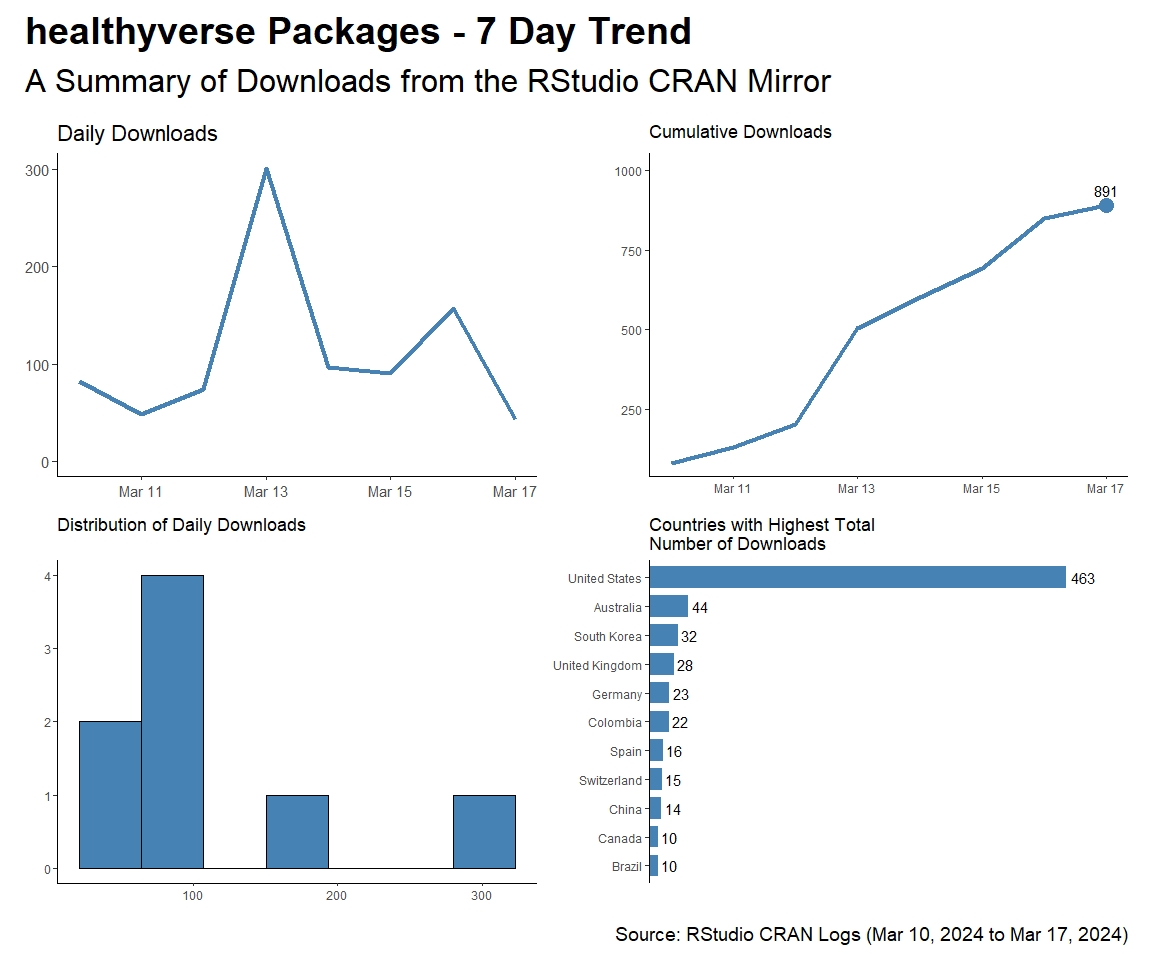 healthyverse Packages - 7 Day Trend
A Summary of Downloads from the RStudio CRAN Mirror
Daily Downloads
300
200
100
0
Mar 11 Mar 13 Mar 15 Mar 17
Cumulative Downloads
1000
750
500
250
891
Mar 11 Mar 13 Mar 15 Mar 17
Distribution of Daily Downloads
4
3
2
1
0
100 200 300
Countries with Highest Total
Number of Downloads
United States 463
Australia 44
South Korea 32
United Kingdom 28
Germany 23
Colombia 22
Spain 16
Switzerland 15
China 14
Canada 10
Brazil 10
Source: RStudio CRAN Logs (Mar 10, 2024 to Mar 17, 2024)